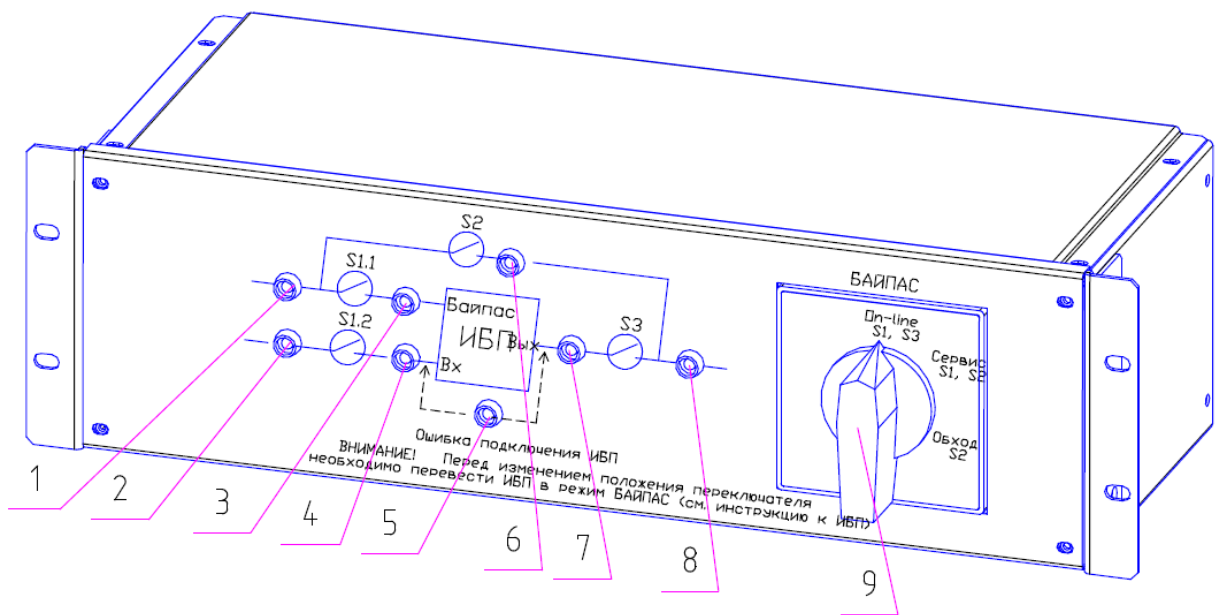 S2
S1.1
S1.2
Байпас
ИБП
Вых
Вх
S3
Ошибка подключения ИБП
ВНИМАНИЕ! Перед изменением положения переключателя
необходимо перевести ИБП в режим БАЙПАС (см. инструкцию к ИБП)
БАЙПАС
On-line
S1, S3
Сервис
S1, S2
Обход
S2
1
2
3
4
5
6
7
8
9